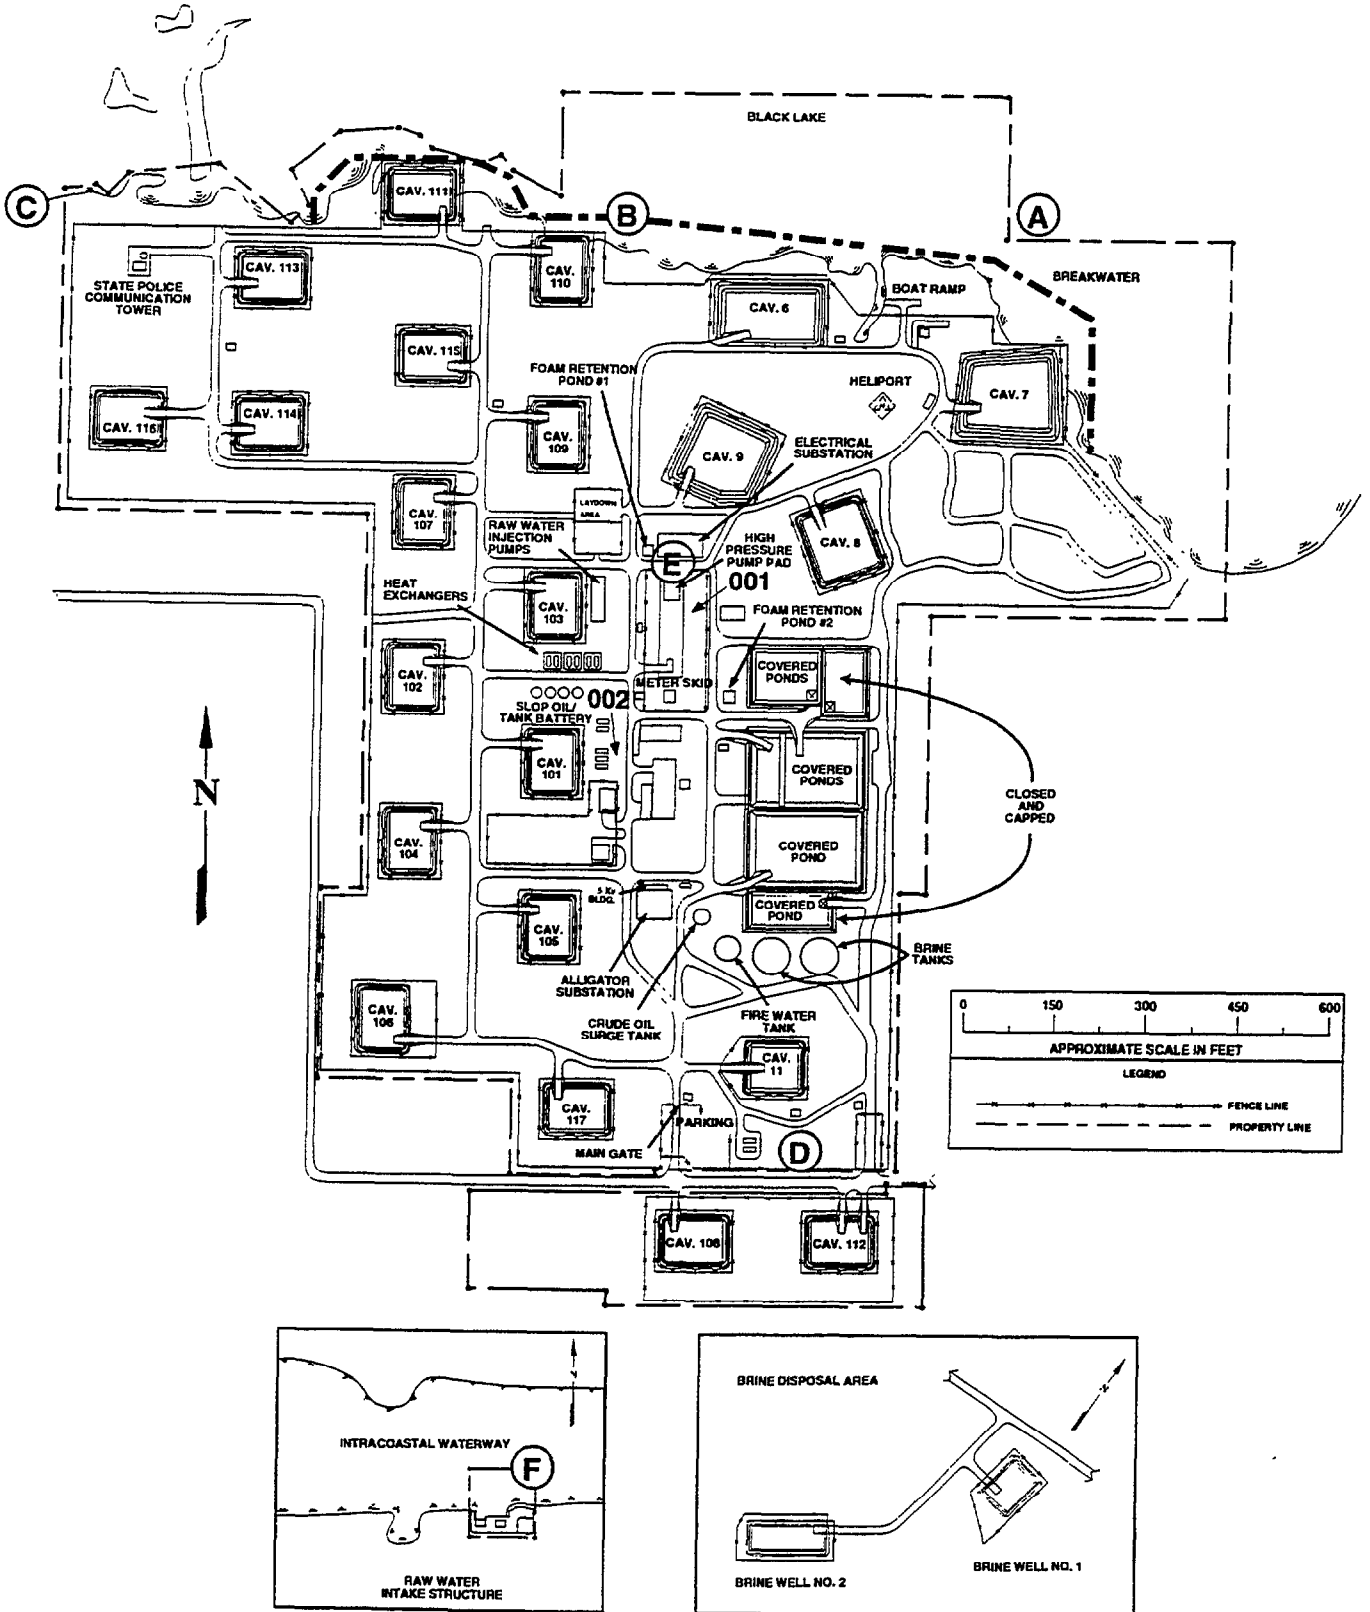 BLACK LAKE
C
CAV. 111
B
A
CAV. 113
CAV.
110
BREAKWATER
STATE POLICE
COMMUNICATION
TOWER
BOAT RAMP
CAV. 6
CAV. 115
FOAM RETENTION
POND #1
HELIPORT
CAV. 7
CAV. 116
CAV. 114
CAV.
109
CAV. 9
ELECTRICAL
SUBSTATION
CAV.
107
LAYDOWN
AREA
RAW WATER
INJECTION
PUMPS
E
HIGH
PRESSURE
PUMP PAD
CAV. 8
001
HEAT
EXCHANGERS
CAV.
103
FOAM RETENTION
POND #2
CAV.
102
METER SKID
COVERED
PONDS
002
SLOP OIL/
TANK BATTERY
CAV.
101
COVERED
PONDS
N
CLOSED
AND
CAPPED
CAV.
104
COVERED
POND
5 Kv
BLDG.
COVERED
POND
CAV.
105
BRINE
TANKS
ALLIGATOR
SUBSTATION
CAV.
106
CRUDE OIL
SURGE TANK
FIRE WATER
TANK
0 150 300 450 600
APPROXIMATE SCALE IN FEET
LEGEND
FENCE LINE
PROPERTY LINE
CAV.
11
CAV.
117
PARKING
MAIN GATE
D
CAV. 108
CAV. 112
INTRACOASTAL WATERWAY
F
RAW WATER
INTAKE STRUCTURE
BRINE DISPOSAL AREA
N
BRINE WELL NO. 1
BRINE WELL NO. 2